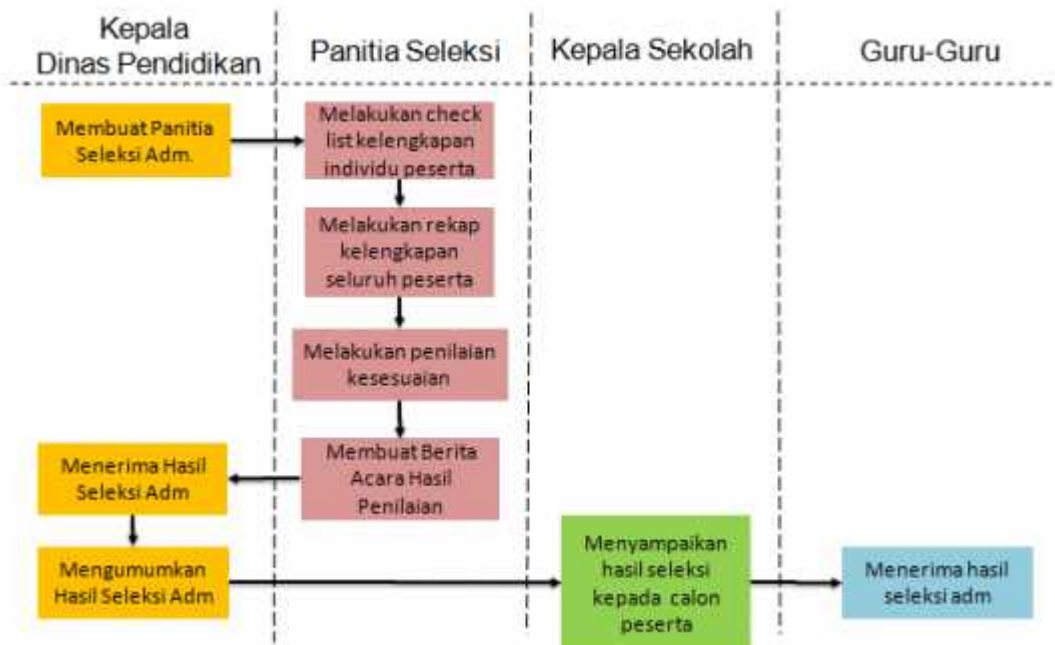 Kepala
Dinas Pendidikan
Panitia Seleksi
Kepala Sekolah
Guru-Guru
Membuat Panitia
Seleksi Adm.
Melakukan check
list kelengkapan
individu peserta
Melakukan rekap
kelengkapan
seluruh peserta
Melakukan penilaian
kesesuaian
Membuat Berita
Acara Hasil
Penilaian
Menerima Hasil
Seleksi Adm
Mengumumkan
Hasil Seleksi Adm
Menyampaikan
hasil seleksi
kepada calon
peserta
Menerima hasil
seleksi adm